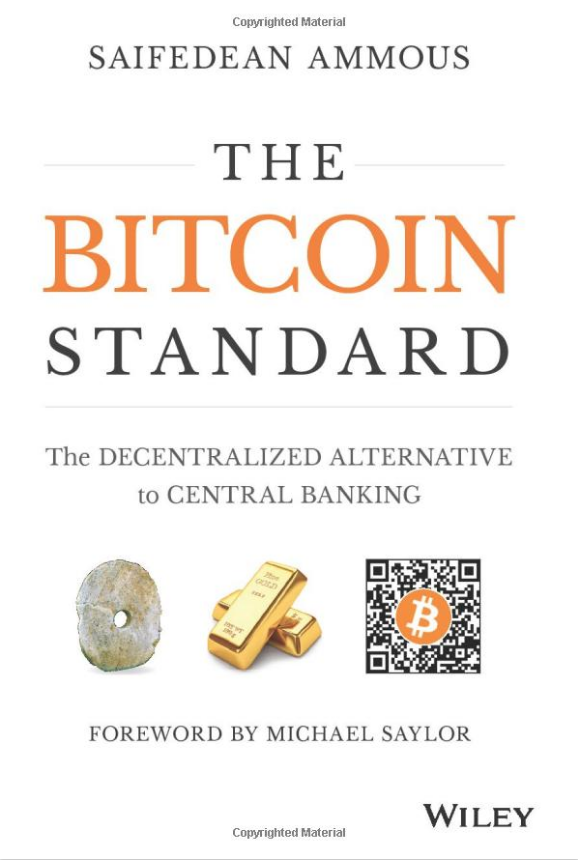 Copyrighted Material
SAIFEDEAN AMMOUS
THE
BITCOIN
STANDARD
The DECENTRALIZED ALTERNATIVE
to CENTRAL BANKING
FOREWORD BY MICHAEL SAYLOR
WILEY
Copyrighted Material